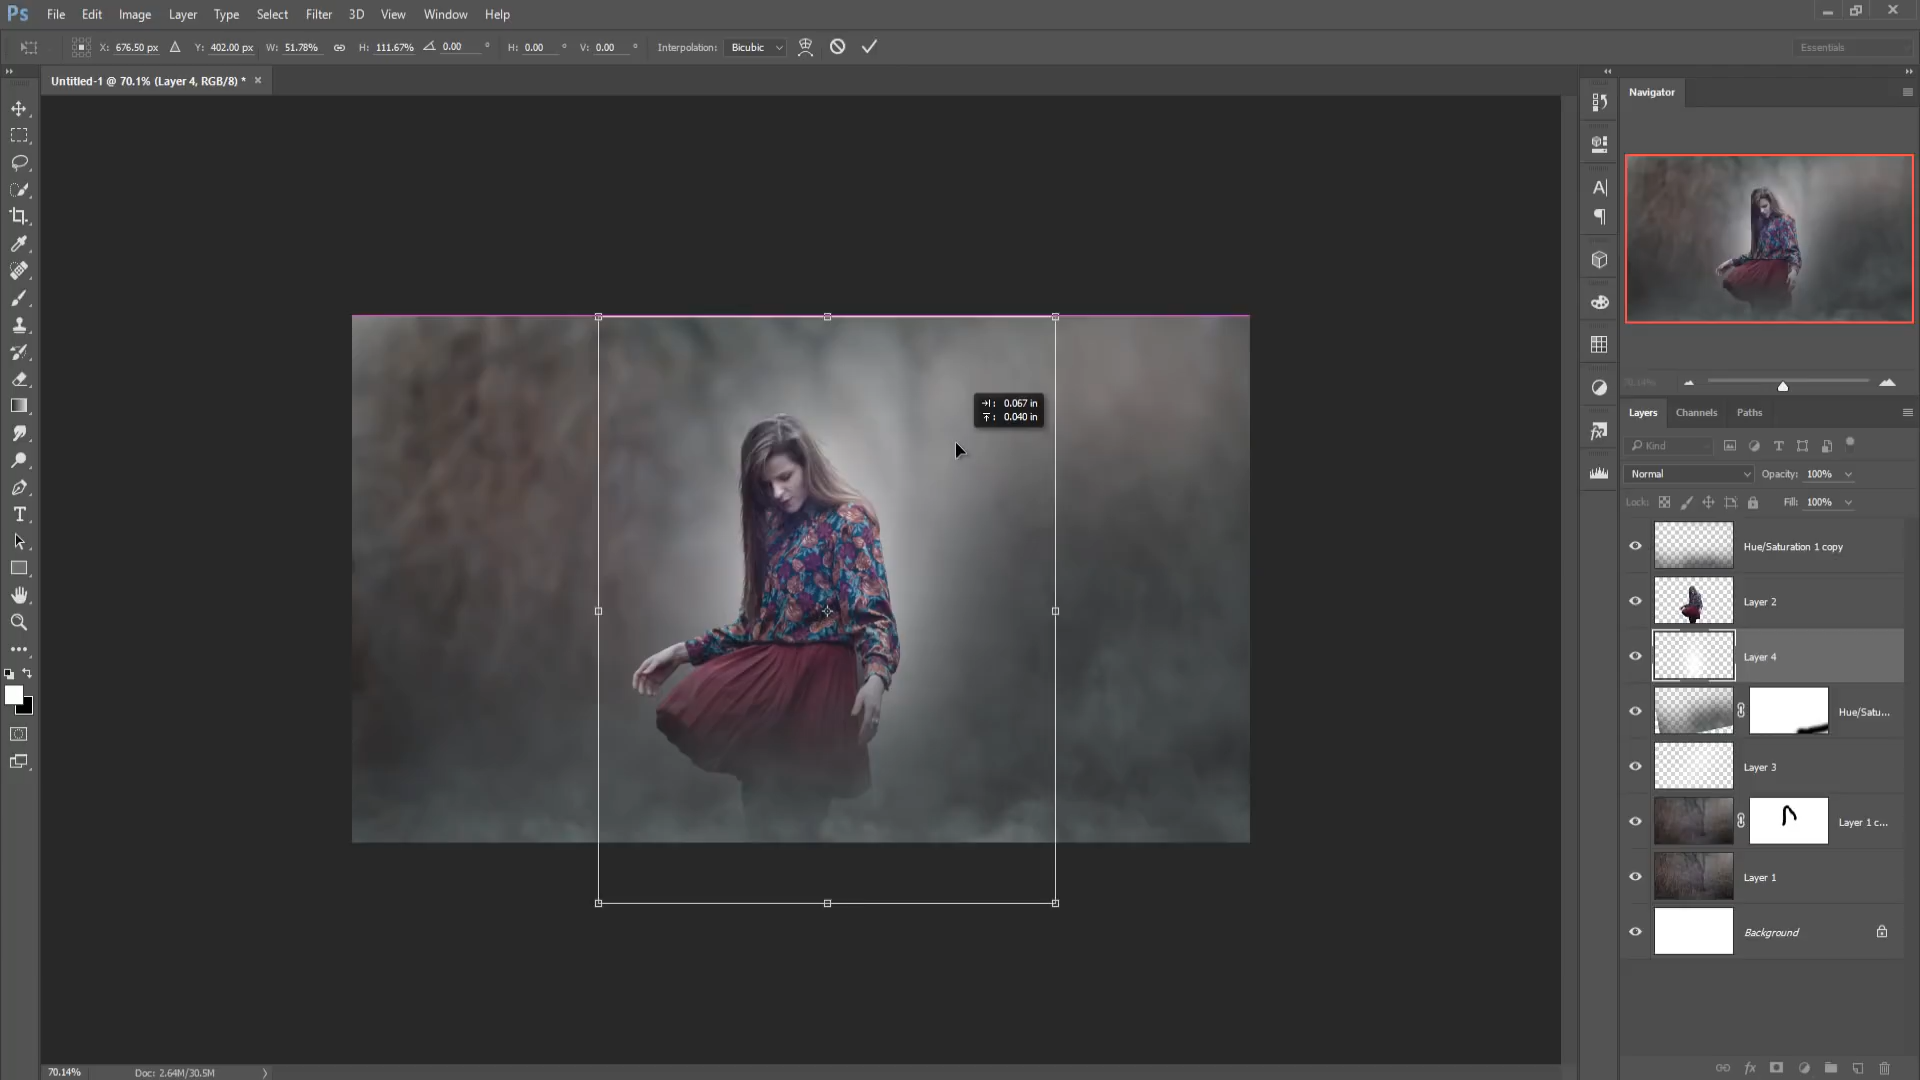 Ps File Edit Image Layer Type Select Filter 3D View Window Help
X: 676.50 px Y: 402.00 px W: 51.78% H: 111.67% 0.00 ° H: 0.00 ° V: 0.00 ° Interpolation: Bicubic Essentials
Untitled-1 @ 70.1% (Layer 4, RGB/8) * ×
Navigator
70.14%
Layers Channels Paths
Kind
Normal Opacity: 100%
Lock: Fill: 100%
: 0.067 in
: 0.040 in
Hue/Saturation 1 copy
Layer 2
Layer 4
Hue/Satu...
Layer 3
Layer 1 c...
Layer 1
Background
70.14% Doc: 2.64M/30.5M